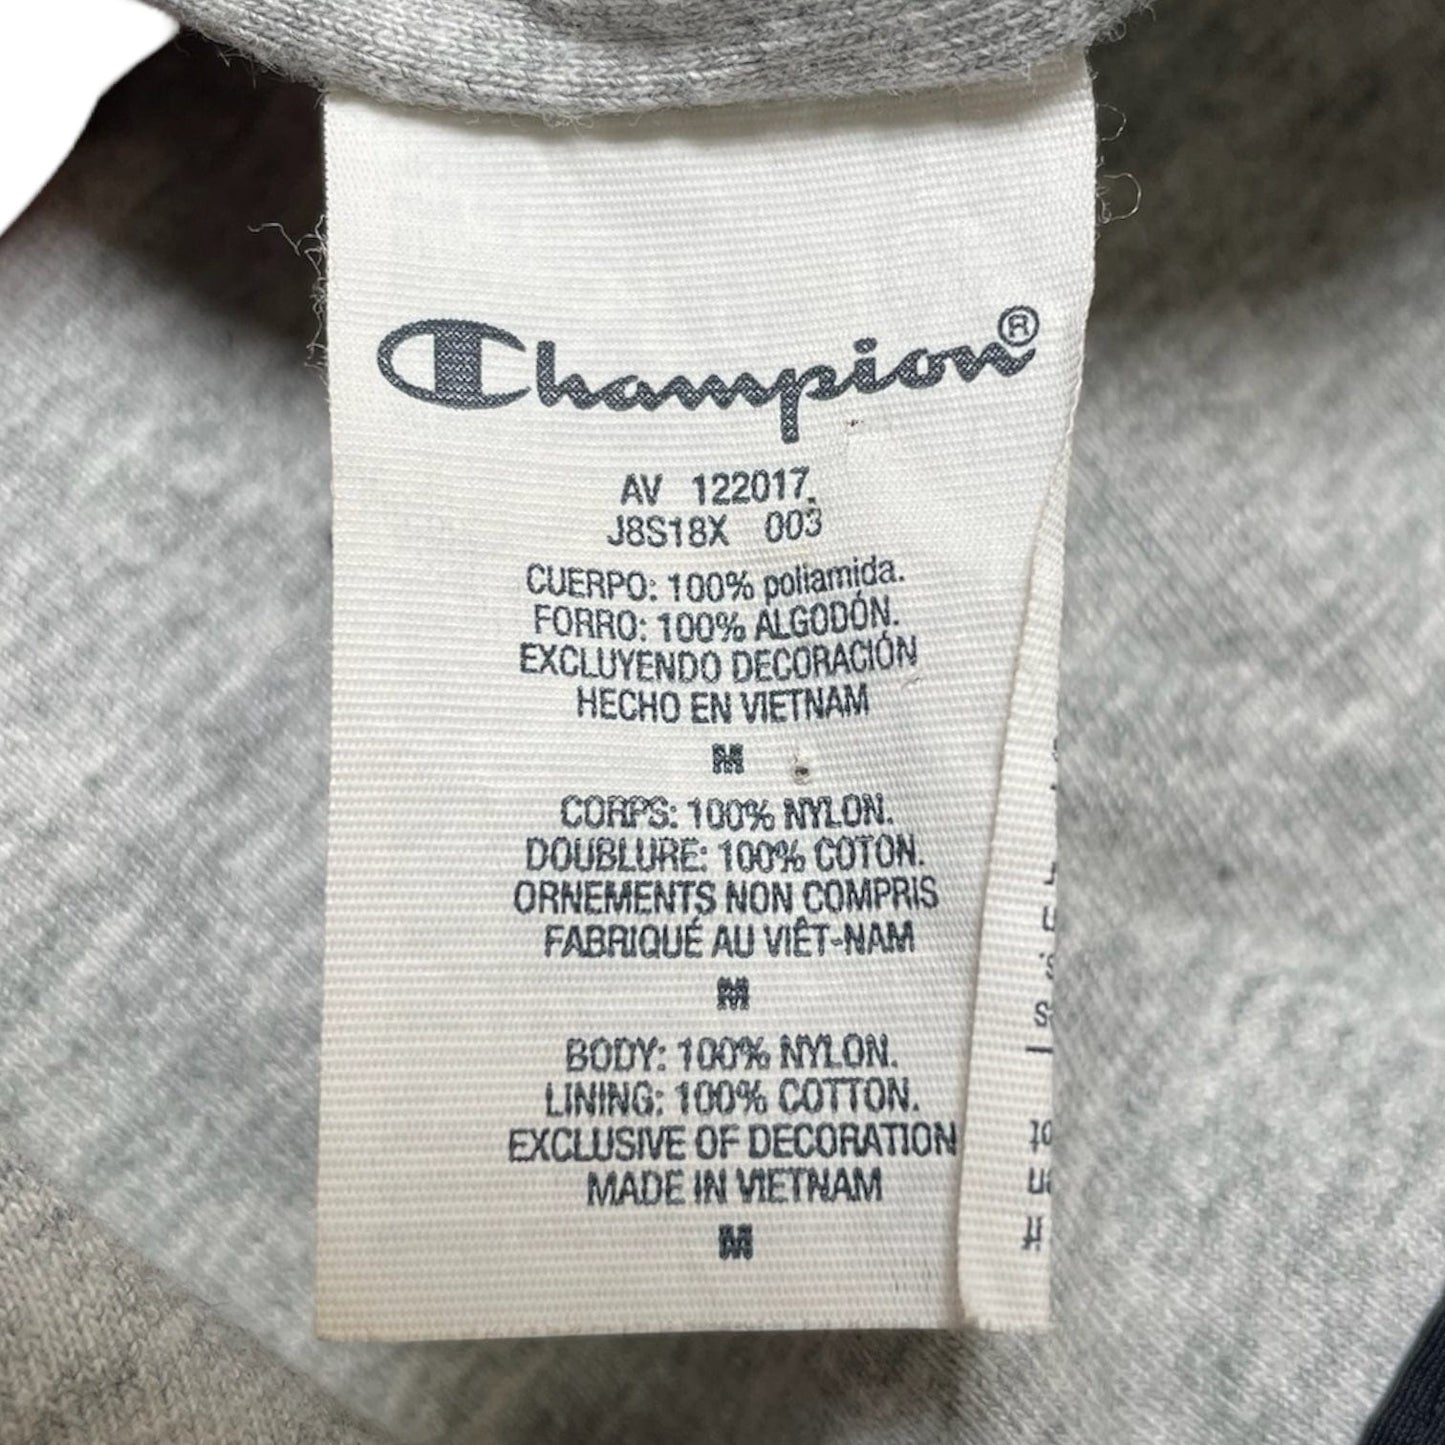 Champion®
AV 122017.
J8S18X 003
CUERPO: 100% poliamida.
FORRO: 100% ALGODÓN.
EXCLUYENDO DECORACIÓN
HECHO EN VIETNAM
M
CORPS: 100% NYLON.
DOUBLURE: 100% COTON.
ORNEMENTS NON COMPRIS
FABRIQUÉ AU VIÊT-NAM
M
BODY: 100% NYLON.
LINING: 100% COTTON.
EXCLUSIVE OF DECORATION
MADE IN VIETNAM
M